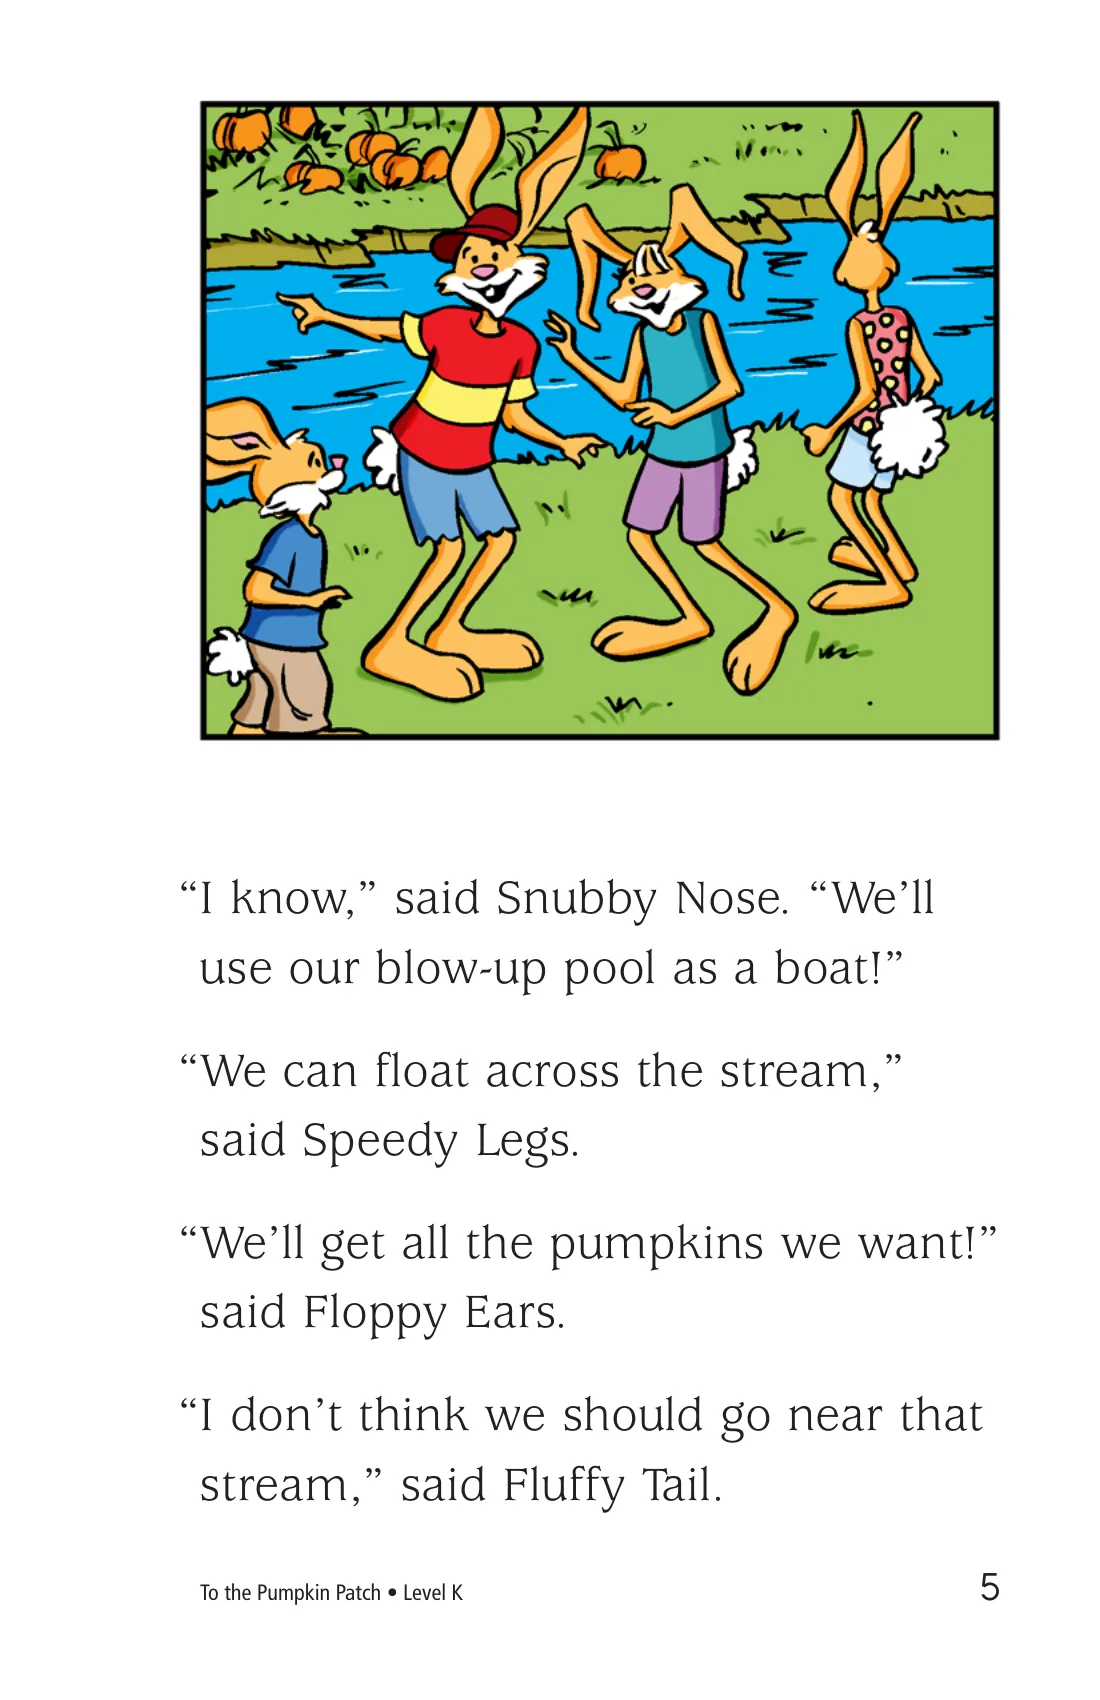 “I know,” said Snubby Nose. “We’ll
use our blow-up pool as a boat!”
“We can float across the stream,”
said Speedy Legs.
“We’ll get all the pumpkins we want!”
said Floppy Ears.
“I don’t think we should go near that
stream,” said Fluffy Tail.
To the Pumpkin Patch • Level K
5